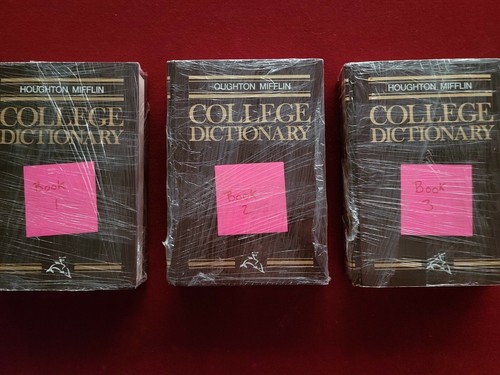 HOUGHTON MIFFLIN
COLLEGE
DICTIONARY
Book
1
OUGHTON MIFFLIN
COLLEGE
DICTIONARY
Book
2
HOUGHTON MIFFLIN
COLLEGE
DICTIONARY
Book
3